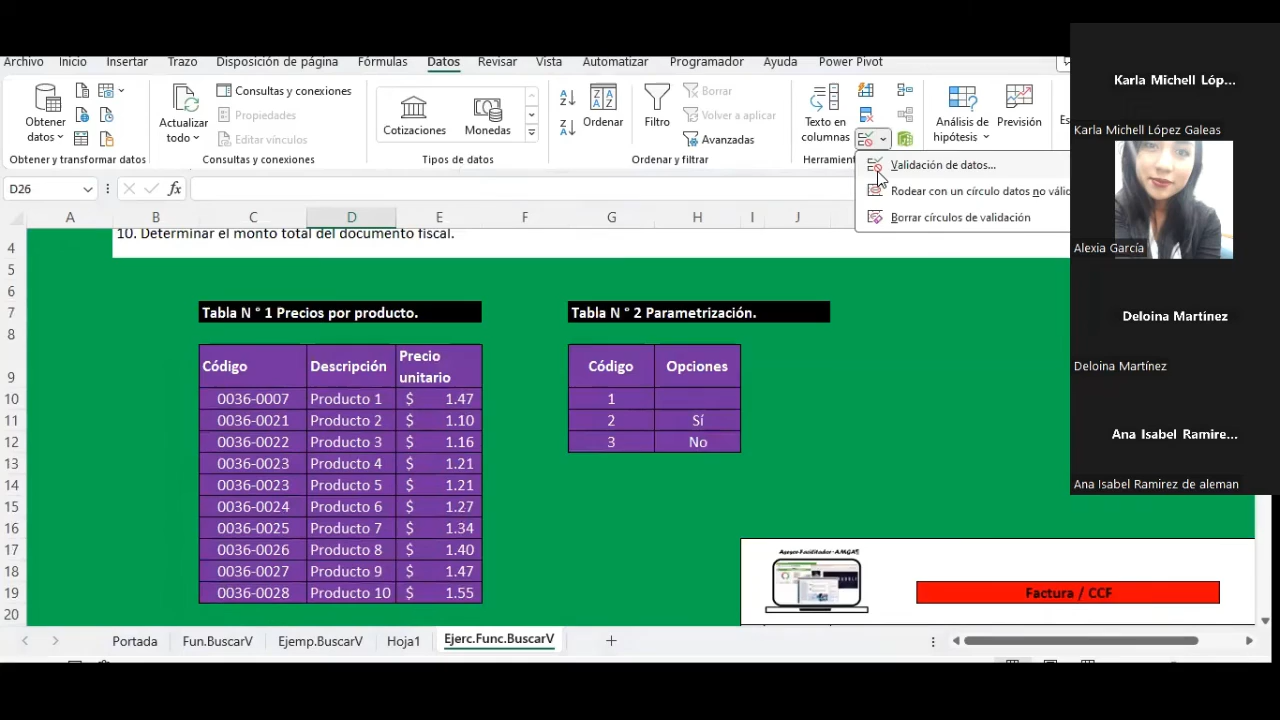 Archivo Inicio Insertar Trazo Disposición de página Fórmulas Datos Revisar Vista Automatizar Programador Ayuda Power Pivot
Obtener datos
Obtener y transformar datos
Actualizar todo
Consultas y conexiones
Propiedades
Editar vínculos
Consultas y conexiones
Cotizaciones
Monedas
Tipos de datos
Ordenar
Filtro
Borrar
Volver a aplicar
Avanzadas
Ordenar y filtrar
Texto en columnas
Herramient
Análisis de hipótesis
Previsión
Validación de datos...
Rodear con un círculo datos no válid
Borrar círculos de validación
D26
fx
A B C D E F G H I J
4 10. Determinar el monto total del documento fiscal.
5
6
7 Tabla N ° 1 Precios por producto. Tabla N ° 2 Parametrización.
8
9 Código Descripción Precio unitario Código Opciones
10 0036-0007 Producto 1 $ 1.47 1
11 0036-0021 Producto 2 $ 1.10 2 Sí
12 0036-0022 Producto 3 $ 1.16 3 No
13 0036-0023 Producto 4 $ 1.21
14 0036-0023 Producto 5 $ 1.21
15 0036-0024 Producto 6 $ 1.27
16 0036-0025 Producto 7 $ 1.34
17 0036-0026 Producto 8 $ 1.40
18 0036-0027 Producto 9 $ 1.47
19 0036-0028 Producto 10 $ 1.55
20
Factura / CCF
Portada Fun.BuscarV Ejemp.BuscarV Hoja1 Ejerc.Func.BuscarV
Karla Michell Lóp...
Karla Michell López Galeas
Alexia García
Deloina Martínez
Deloina Martínez
Ana Isabel Ramire...
Ana Isabel Ramirez de aleman